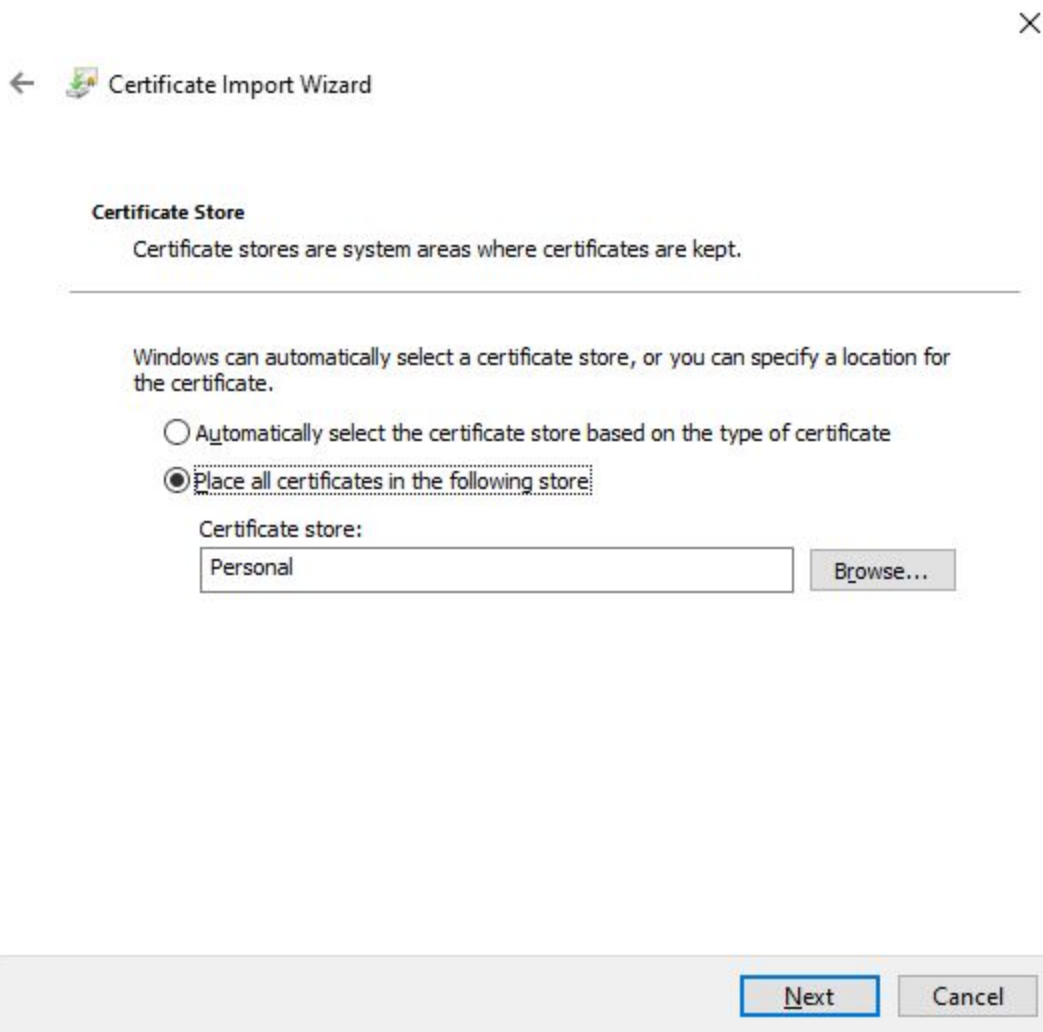 Certificate Import Wizard
Certificate Store
Certificate stores are system areas where certificates are kept.
Windows can automatically select a certificate store, or you can specify a location for
the certificate.
Automatically select the certificate store based on the type of certificate
Place all certificates in the following store
Certificate store:
Personal
Browse...
Next
Cancel